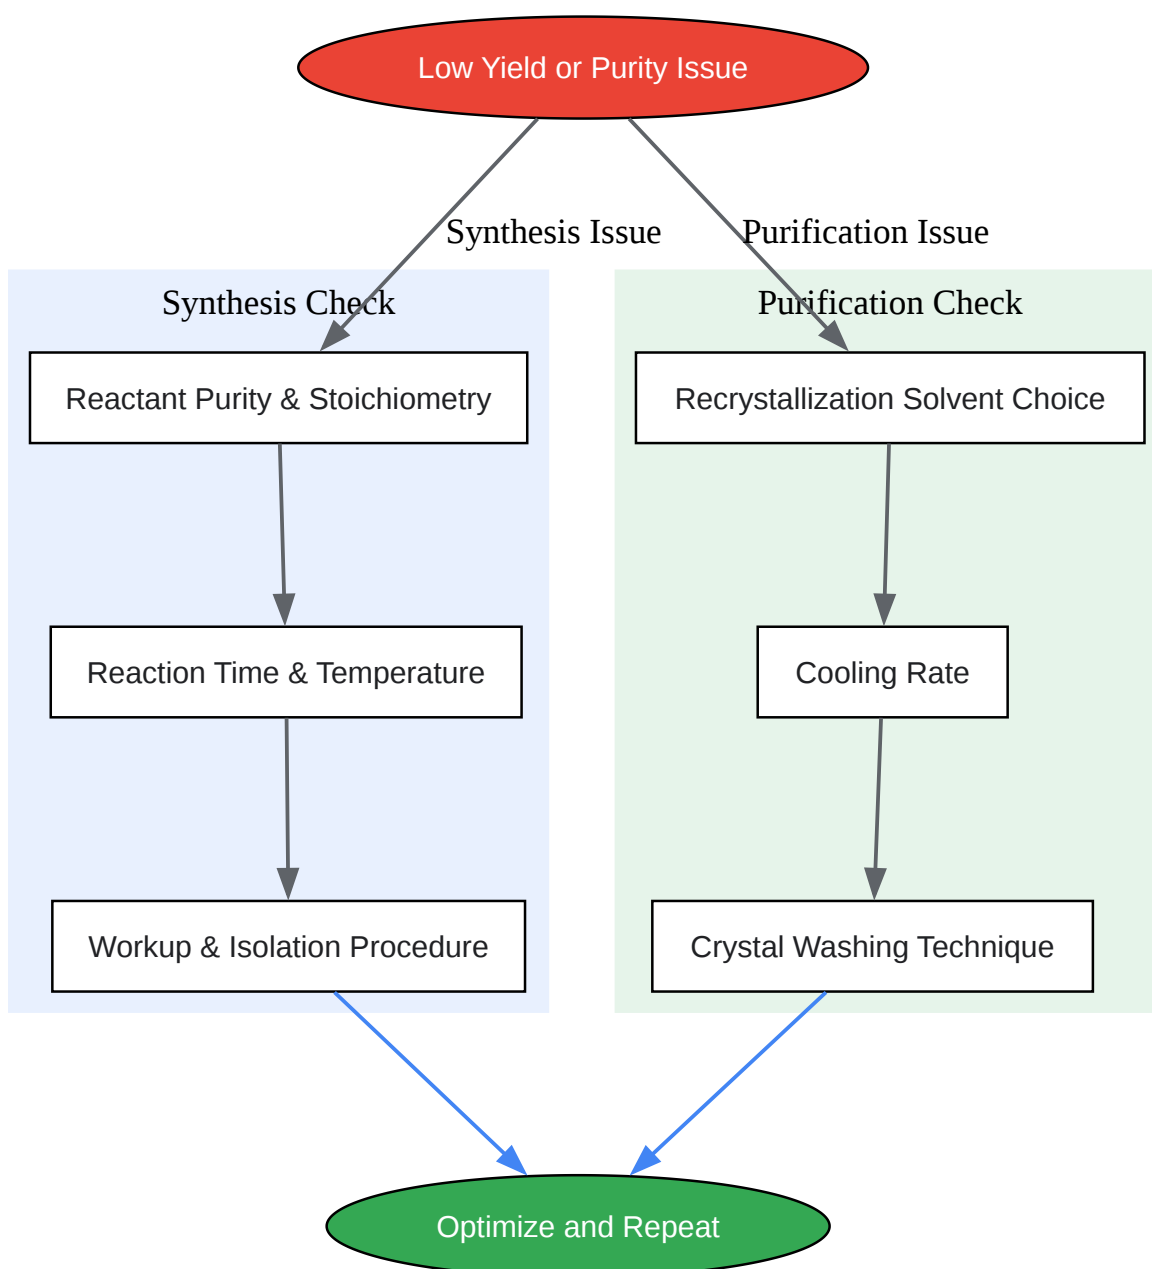 Low Yield or Purity Issue
Synthesis Issue
Purification Issue
Synthesis Check
Reactant Purity & Stoichiometry
Reaction Time & Temperature
Workup & Isolation Procedure
Purification Check
Recrystallization Solvent Choice
Cooling Rate
Crystal Washing Technique
Optimize and Repeat